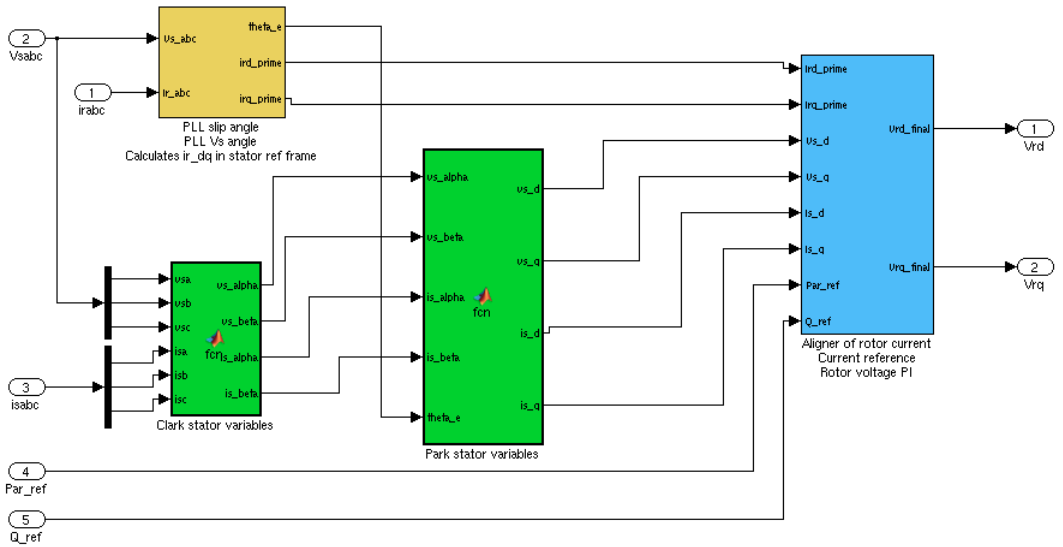 2
Vsabc
1
irabc
Vs_abc
Ir_abc
theta_e
ird_prime
irq_prime
PLL slip angle
PLL Vs angle
Calculates ir_dq in stator ref frame
vsa
vsb
vsc
isa
isb
isc
fcn
vs_alpha
vs_beta
is_alpha
is_beta
Clark stator variables
3
isabc
vs_alpha
vs_beta
is_alpha
is_beta
theta_e
fcn
vs_d
vs_q
is_d
is_q
Park stator variables
Ird_prime
Irq_prime
Vs_d
Vs_q
Is_d
Is_q
Par_ref
Q_ref
Vrd_final
Vrq_final
Aligner of rotor current
Current reference
Rotor voltage PI
1
Vrd
2
Vrq
4
Par_ref
5
Q_ref